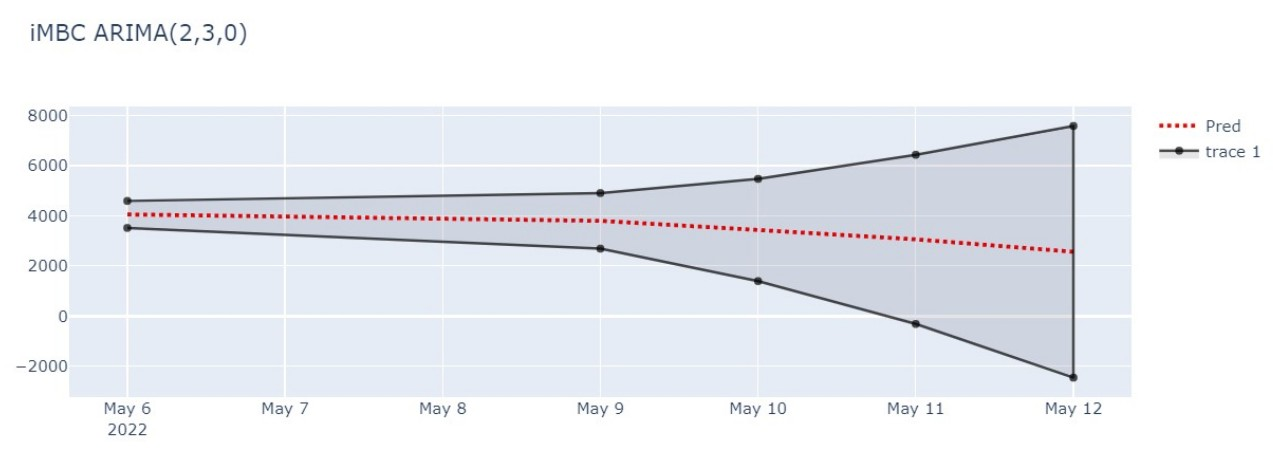 iMBC ARIMA(2,3,0)
8000
6000
4000
2000
0
−2000
May 6
2022
May 7
May 8
May 9
May 10
May 11
May 12
Pred
trace 1